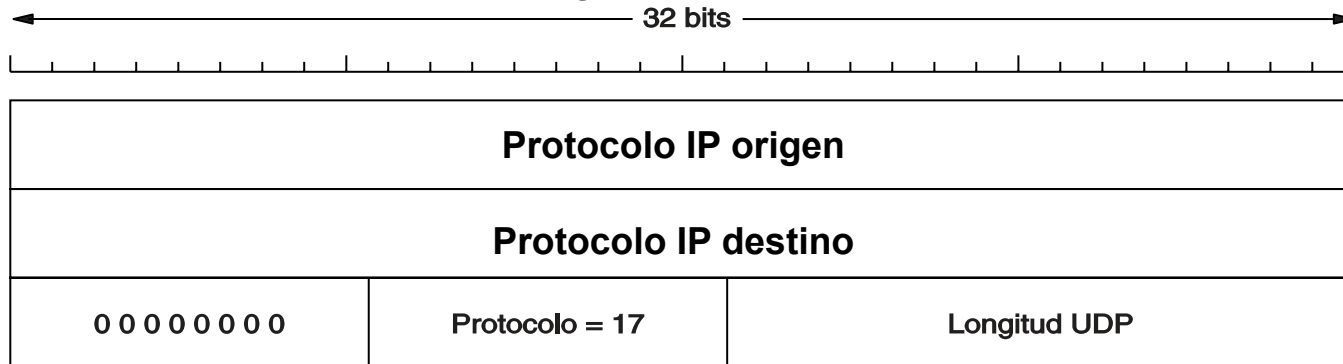 32 bits
Protocolo IP origen
Protocolo IP destino
0 0 0 0 0 0 0 0 Protocolo = 17 Longitud UDP